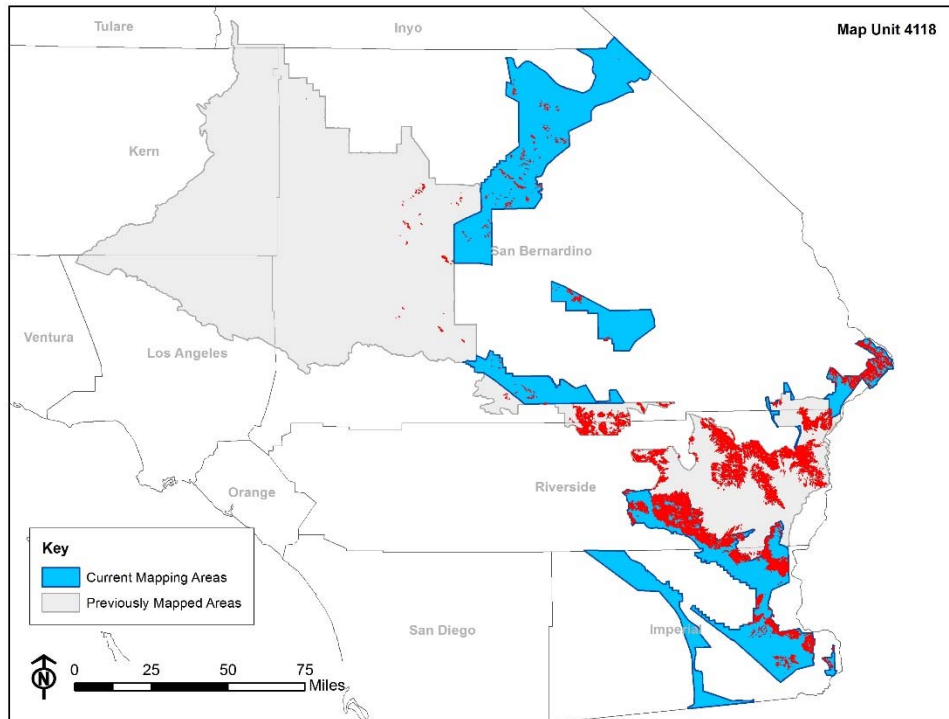 Tulare
Inyo
Map Unit 4118
Kern
San Bernardino
Ventura
Los Angeles
Orange
Riverside
Key
Current Mapping Areas
Previously Mapped Areas
San Diego
Imperial
N
0 25 50 75
Miles